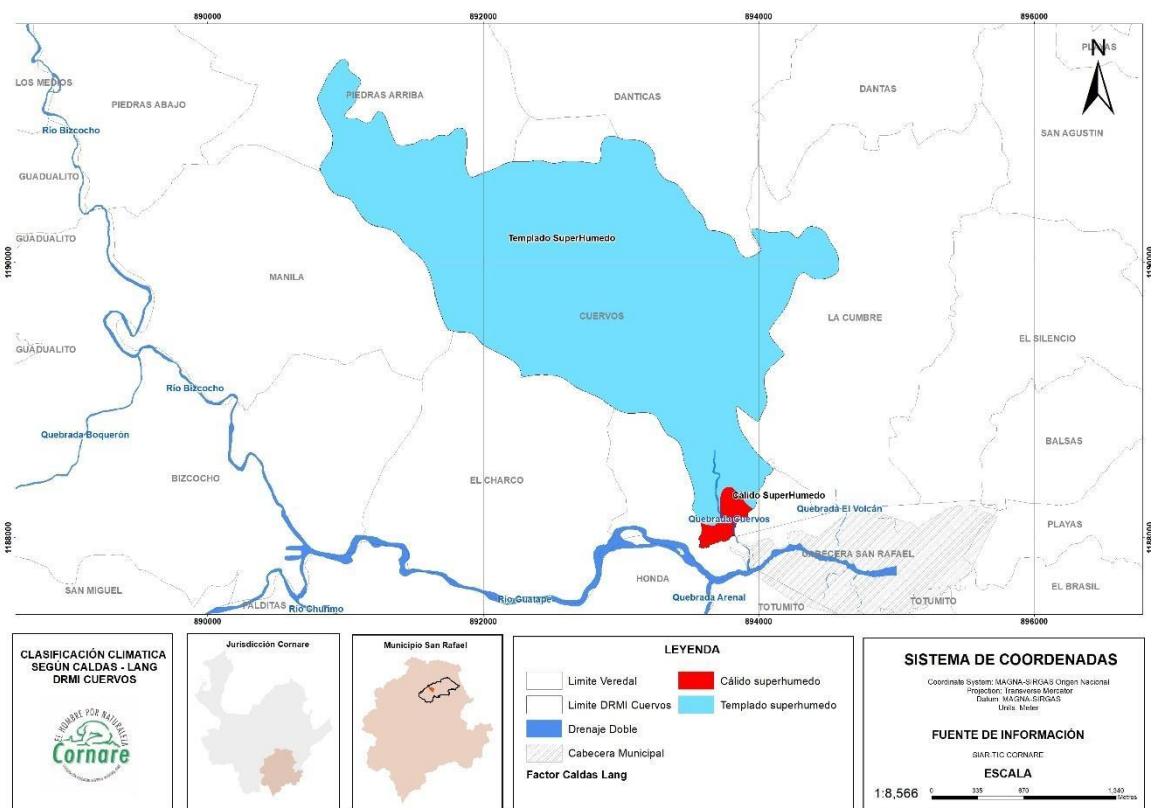 890000 892000 894000 896000
N
PLAYAS
LOS MEDIOS
PIEDRAS ABAJO
PIEDRAS ARRIBA
DANTICAS
DANTAS
SAN AGUSTIN
Río Bizcocho
GUADUALITO
GUADUALITO
Templado SuperHumedo
1190000
1190000
MANILA
CUERVOS
LA CUMBRE
EL SILENCIO
GUADUALITO
Río Bizcocho
Quebrada Boquerón
BALSAS
BIZCOCHO
EL CHARCO
Cálido SuperHumedo
Quebrada El Volcán
Quebrada Cuervos
PLAYAS
1188000
1188000
CABECERA SAN RAFAEL
SAN MIGUEL
HONDA
EL BRASIL
PALDITAS
Río Churimo
Río Guatape
Quebrada Arenal
TOTUMITO
TOTUMITO
890000 892000 894000 896000
CLASIFICACIÓN CLIMATICA
SEGÚN CALDAS - LANG
DRMI CUERVOS
EL HOMBRE POR NATURALEZA
Cornare
Jurisdicción Cornare
Municipio San Rafael
LEYENDA
Limite Veredal
Limite DRMI Cuervos
Drenaje Doble
Cabecera Municipal
Factor Caldas Lang
Cálido superhumedo
Templado superhumedo
SISTEMA DE COORDENADAS
Coordinate System: MAGNA-SIRGAS Origen Nacional
Projection: Transverse Mercator
Datum: MAGNA-SIRGAS
Units: Meter
FUENTE DE INFORMACIÓN
SIAR-TIC CORNARE
ESCALA
1:8,566
0 335 670 1,340
Metros